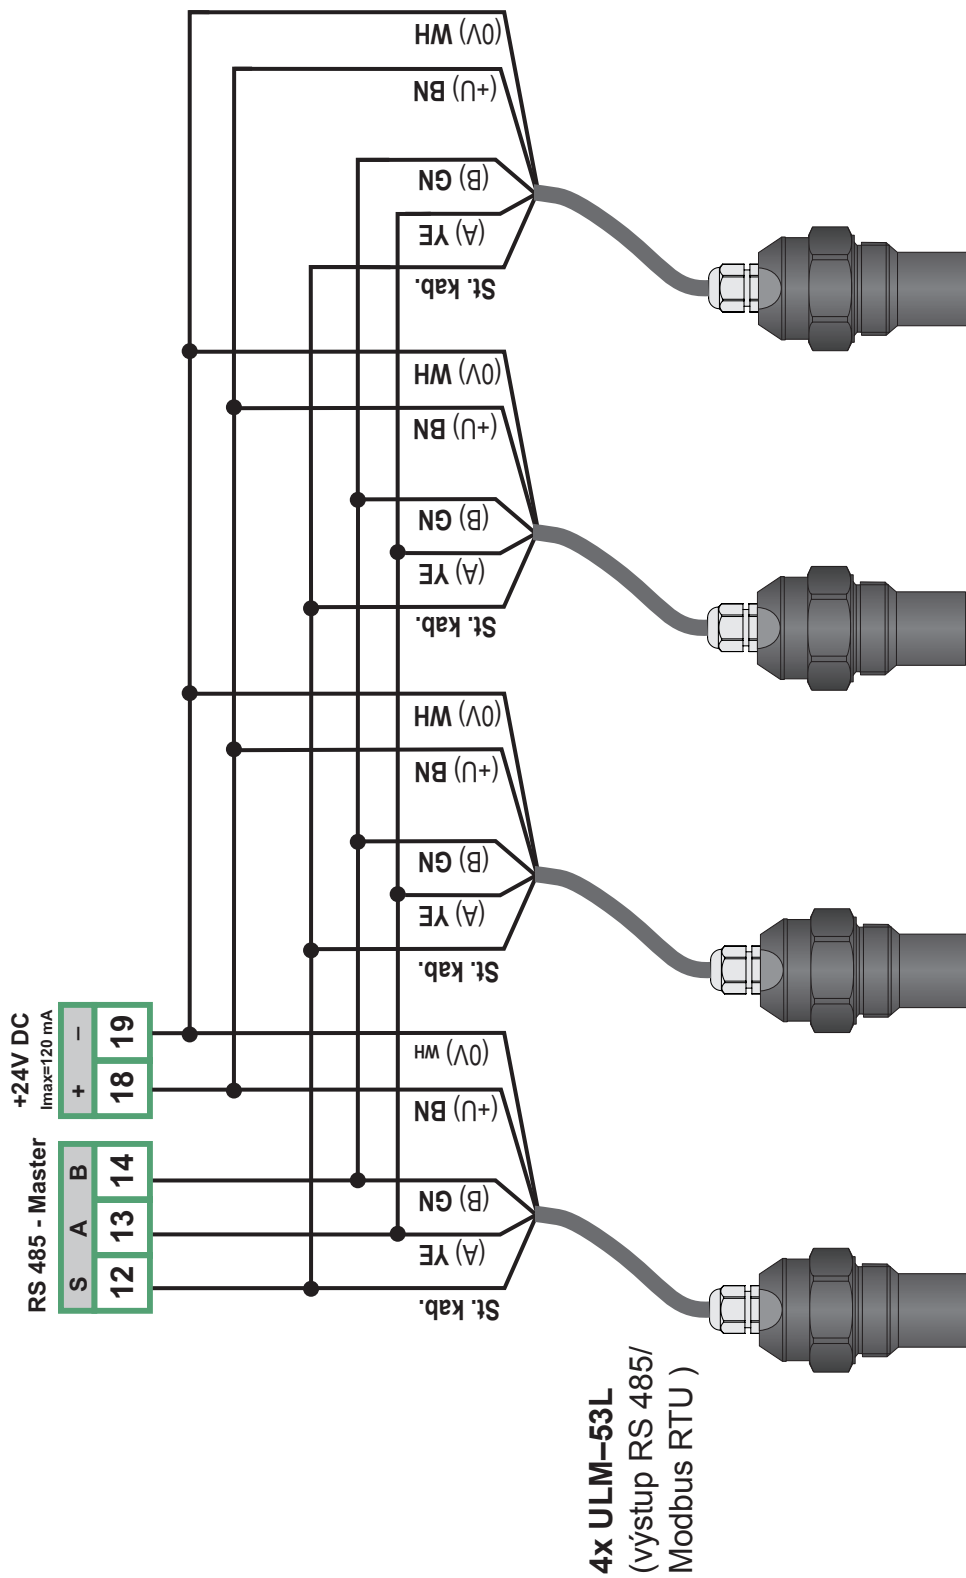 RS 485 - Master
S A B
12 13 14
+24V DC
Imax=120 mA
+ –
18 19
St. kab.
(A) YE
(B) GN
(+U) BN
(0V) WH
St. kab.
(A) YE
(B) GN
(+U) BN
(0V) WH
St. kab.
(A) YE
(B) GN
(+U) BN
(0V) WH
St. kab.
(A) YE
(B) GN
(+U) BN
(0V) WH
4x ULM–53L
(výstup RS 485/
Modbus RTU )